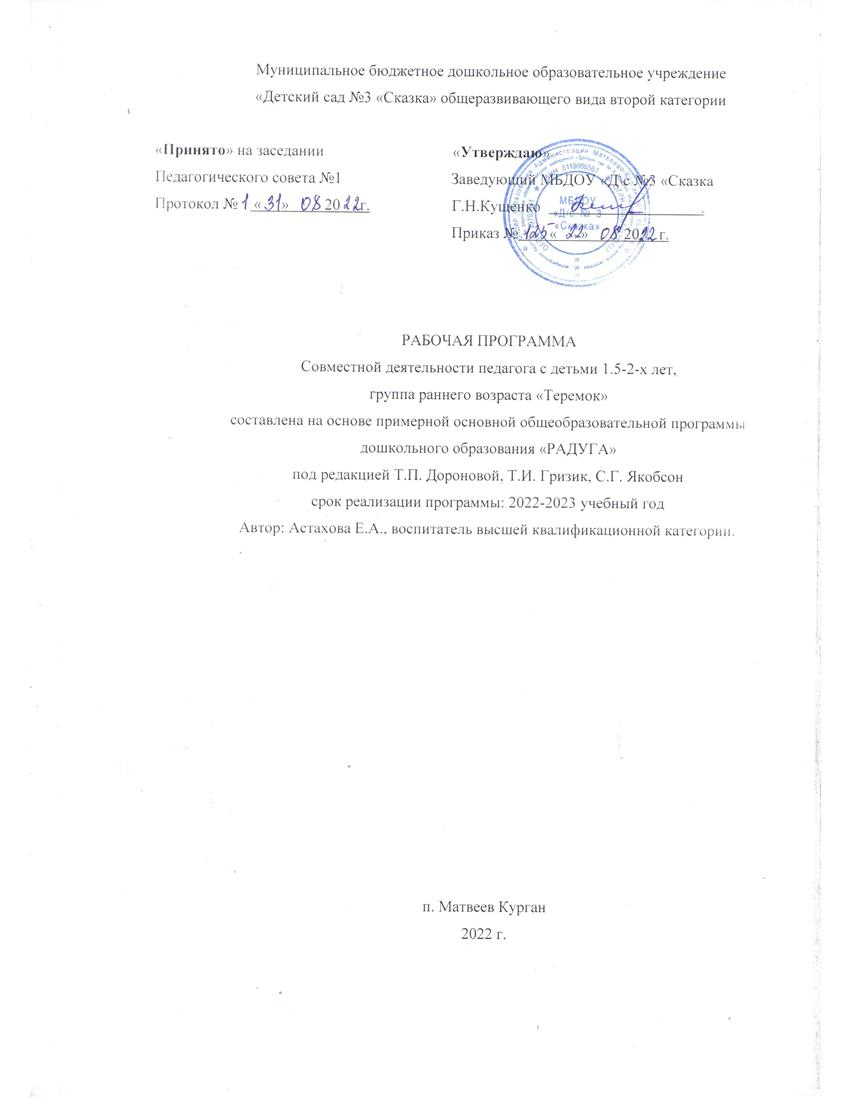 Муниципальное бюджетное дошкольное образовательное учреждение
«Детский сад №3 «Сказка» общеразвивающего вида второй категории
«Принято» на заседании
Педагогического совета №1
Протокол № 1 «31» 08 2022г.
«Утверждаю»
Заведующий МБДОУ «Д/с №3 «Сказка
Г.Н.Кущенко
Приказ № 125 « 22» 08 2022 г.
МБДОУ
«Д/с № 3
«Сказка»
РАБОЧАЯ ПРОГРАММА
Совместной деятельности педагога с детьми 1.5-2-х лет,
группа раннего возраста «Теремок»
составлена на основе примерной основной общеобразовательной программы
дошкольного образования «РАДУГА»
под редакцией Т.П. Дороновой, Т.И. Гризик, С.Г. Якобсон
срок реализации программы: 2022-2023 учебный год
Автор: Астахова Е.А., воспитатель высшей квалификационной категории.
п. Матвеев Курган
2022 г.